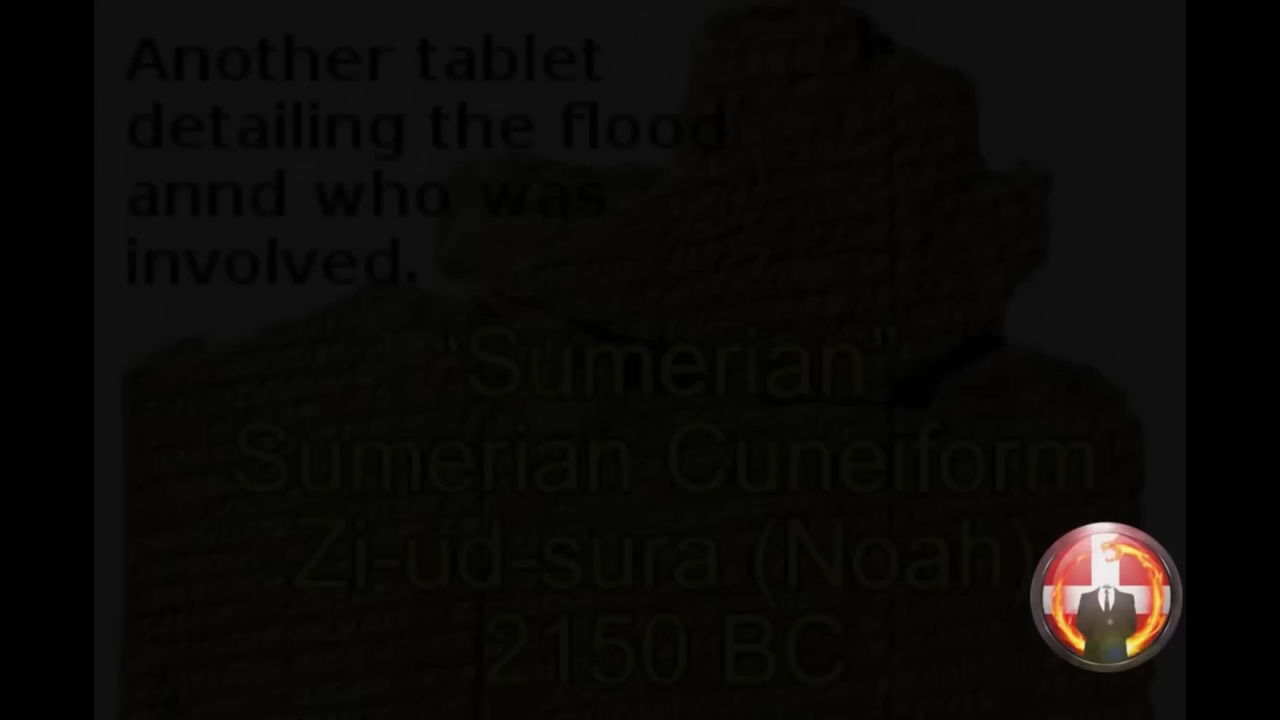 Another tablet
detailing the flood
annd who was
involved.
"Sumerian"
Sumerian Cuneiform
Zi-ud-sura (Noah)
2150 BC